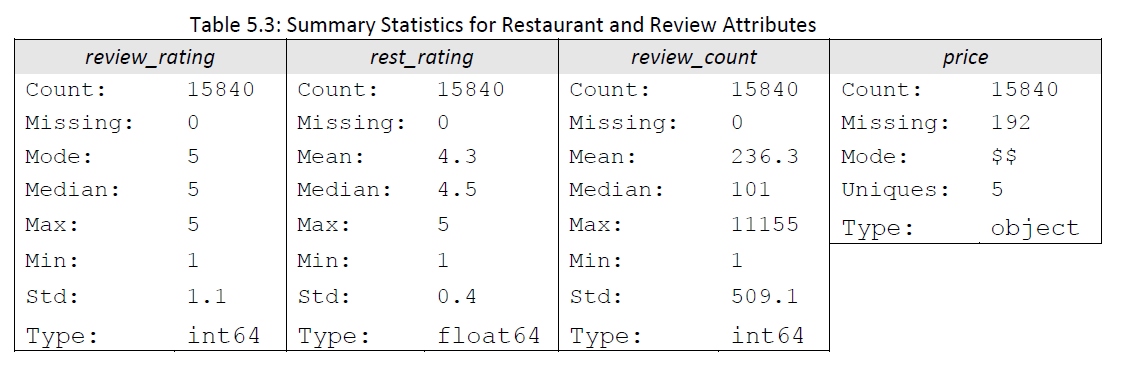 Table 5.3: Summary Statistics for Restaurant and Review Attributes
review_rating rest_rating review_count price
Count: 15840 Count: 15840 Count: 15840 Count: 15840
Missing: 0 Missing: 0 Missing: 0 Missing: 192
Mode: 5 Mean: 4.3 Mean: 236.3 Mode: $$
Median: 5 Median: 4.5 Median: 101 Uniques: 5
Max: 5 Max: 5 Max: 11155 Type: object
Min: 1 Min: 1 Min: 1
Std: 1.1 Std: 0.4 Std: 509.1
Type: int64 Type: float64 Type: int64